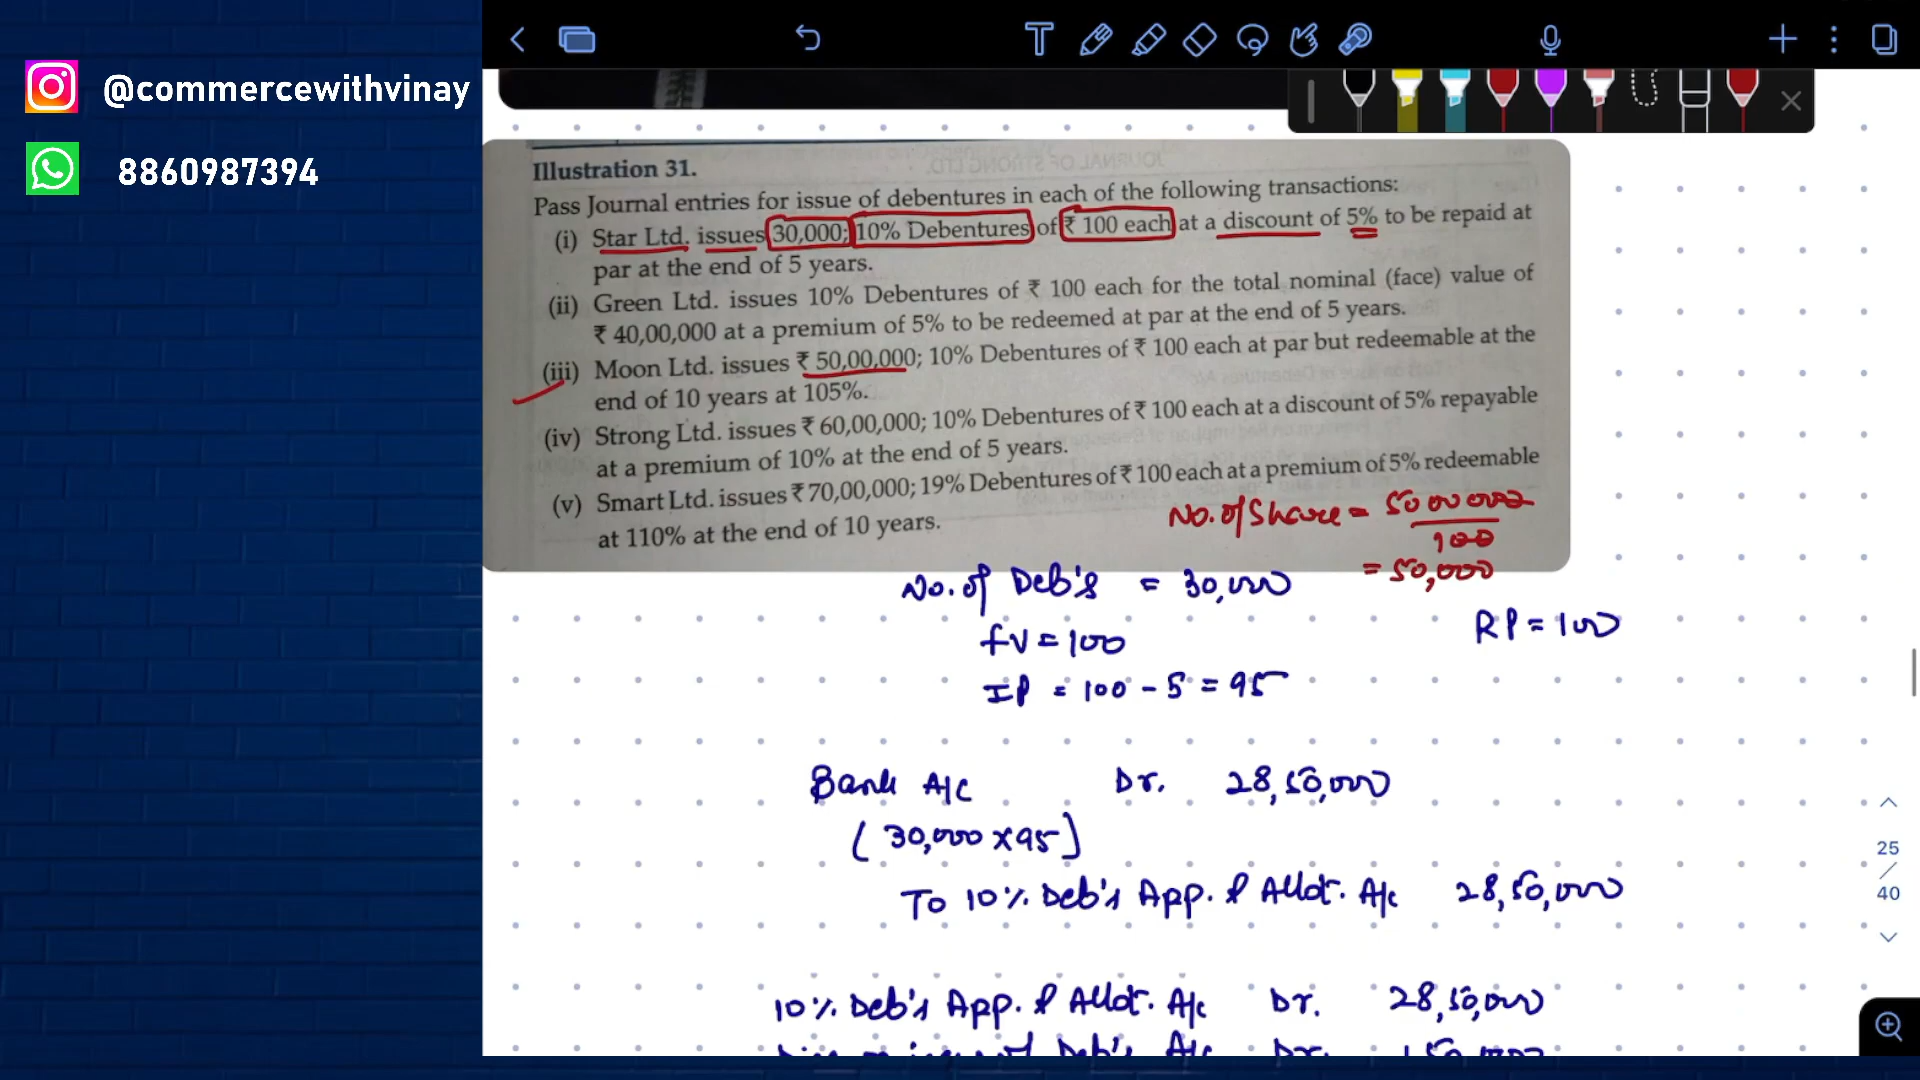 @commercewithvinay
8860987394
Illustration 31.
Pass Journal entries for issue of debentures in each of the following transactions:
(i) Star Ltd. issues 30,000; 10% Debentures of ₹ 100 each at a discount of 5% to be repaid at
par at the end of 5 years.
(ii) Green Ltd. issues 10% Debentures of ₹ 100 each for the total nominal (face) value of
₹ 40,00,000 at a premium of 5% to be redeemed at par at the end of 5 years.
(iii) Moon Ltd. issues ₹ 50,00,000; 10% Debentures of ₹ 100 each at par but redeemable at the
end of 10 years at 105%.
(iv) Strong Ltd. issues ₹ 60,00,000; 10% Debentures of ₹ 100 each at a discount of 5% repayable
at a premium of 10% at the end of 5 years.
(v) Smart Ltd. issues ₹ 70,00,000; 19% Debentures of ₹ 100 each at a premium of 5% redeemable
at 110% at the end of 10 years.
No. of Share = 5000000
100
= 50,000
No. of Deb's = 30,000
FV = 100
RP = 100
IP = 100 - 5 = 95
Bank A/c Dr. 28,50,000
(30,000 x 95)
To 10% Deb's App. & Allot. A/c 28,50,000
10% Deb's App. & Allot. A/c Dr. 28,50,000
25
40